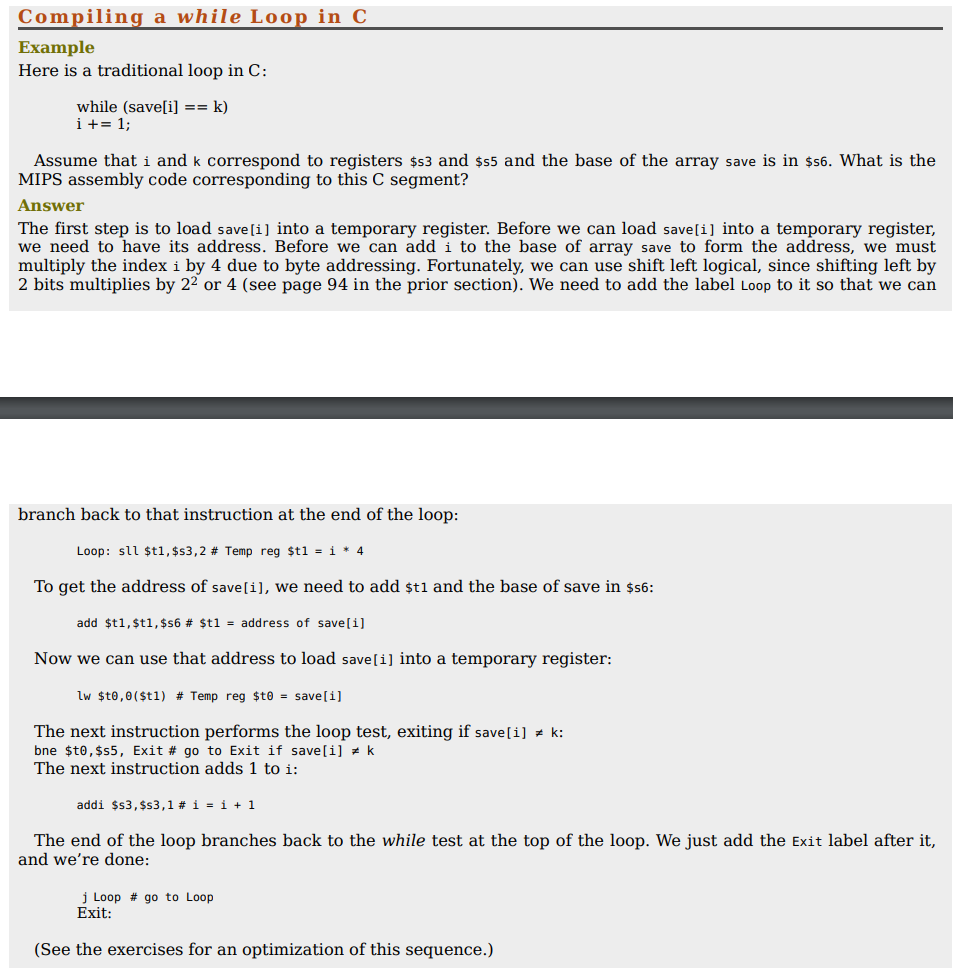 Compiling a while Loop in C
Example
Here is a traditional loop in C:
while (save[i] == k)
i += 1;
Assume that i and k correspond to registers $s3 and $s5 and the base of the array save is in $s6. What is the
MIPS assembly code corresponding to this C segment?
Answer
The first step is to load save[i] into a temporary register. Before we can load save[i] into a temporary register,
we need to have its address. Before we can add i to the base of array save to form the address, we must
multiply the index i by 4 due to byte addressing. Fortunately, we can use shift left logical, since shifting left by
2 bits multiplies by 2² or 4 (see page 94 in the prior section). We need to add the label Loop to it so that we can
branch back to that instruction at the end of the loop:
Loop: sll $t1,$s3,2 # Temp reg $t1 = i * 4
To get the address of save[i], we need to add $t1 and the base of save in $s6:
add $t1,$t1,$s6 # $t1 = address of save[i]
Now we can use that address to load save[i] into a temporary register:
lw $t0,0($t1) # Temp reg $t0 = save[i]
The next instruction performs the loop test, exiting if save[i] ≠ k:
bne $t0,$s5, Exit # go to Exit if save[i] ≠ k
The next instruction adds 1 to i:
addi $s3,$s3,1 # i = i + 1
The end of the loop branches back to the while test at the top of the loop. We just add the Exit label after it,
and we’re done:
j Loop # go to Loop
Exit:
(See the exercises for an optimization of this sequence.)